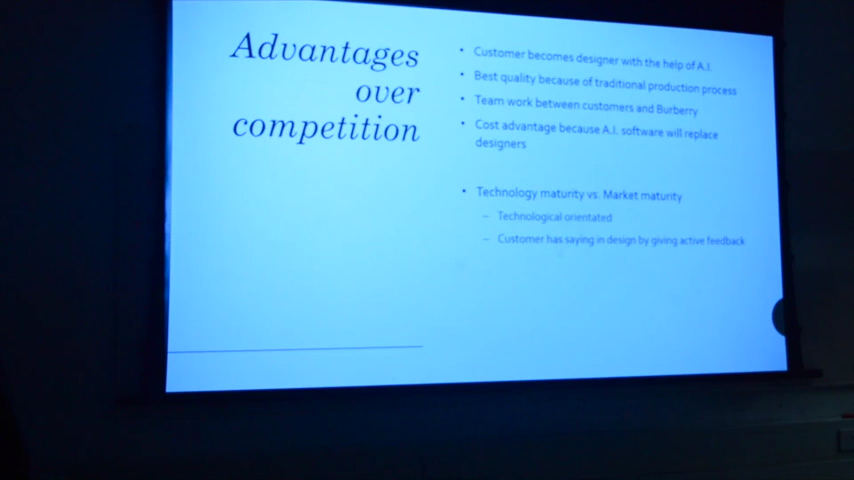 Advantages
over
competition
• Customer becomes designer with the help of A.I.
• Best quality because of traditional production process
• Team work between customers and Burberry
• Cost advantage because A.I. software will replace
designers
• Technology maturity vs. Market maturity
– Technological orientated
– Customer has saying in design by giving active feedback